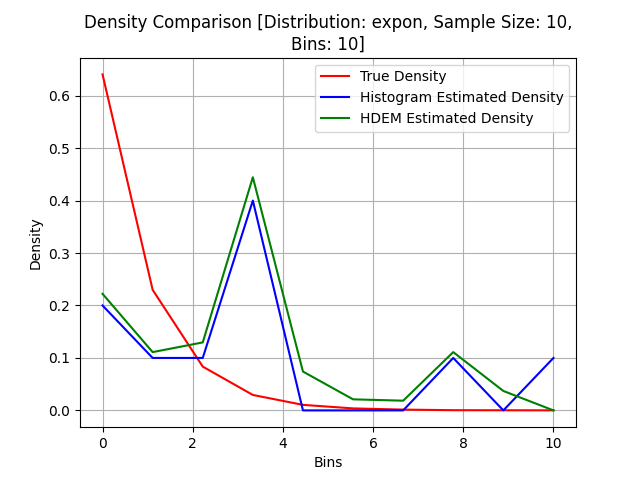 Density Comparison [Distribution: expon, Sample Size: 10,
Bins: 10]
True Density
Histogram Estimated Density
HDEM Estimated Density
Density
0.6
0.5
0.4
0.3
0.2
0.1
0.0
0 2 4 6 8 10
Bins